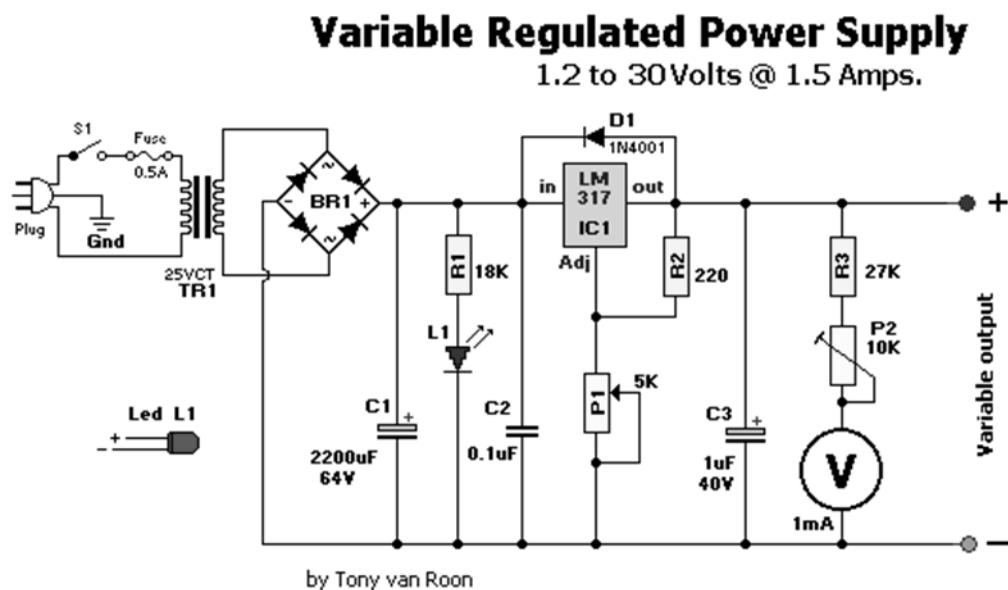 Variable Regulated Power Supply
1.2 to 30 Volts @ 1.5 Amps.
S1
Fuse
0.5A
Plug
Gnd
25VCT
TR1
~
- BR1 +
~
D1
1N4001
in
LM
317
IC1
out
Adj
R1
18K
L1
R2
220
R3
27K
P2
10K
P1
5K
C1
+
2200uF
64V
C2
0.1uF
C3
+
1uF
40V
V
1mA
+
Variable output
-
Led L1
+
-
by Tony van Roon